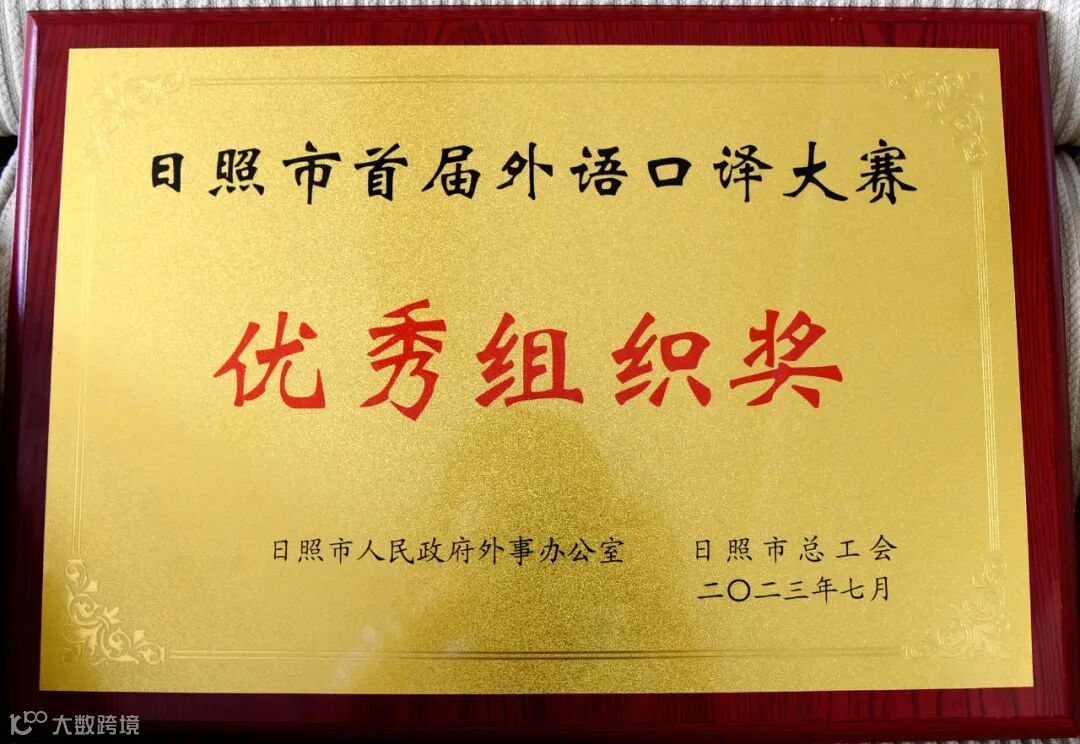 日照市首届外语口译大赛
优秀组织奖
日照市人民政府外事办公室 日照市总工会
二〇二三年七月
大数跨境